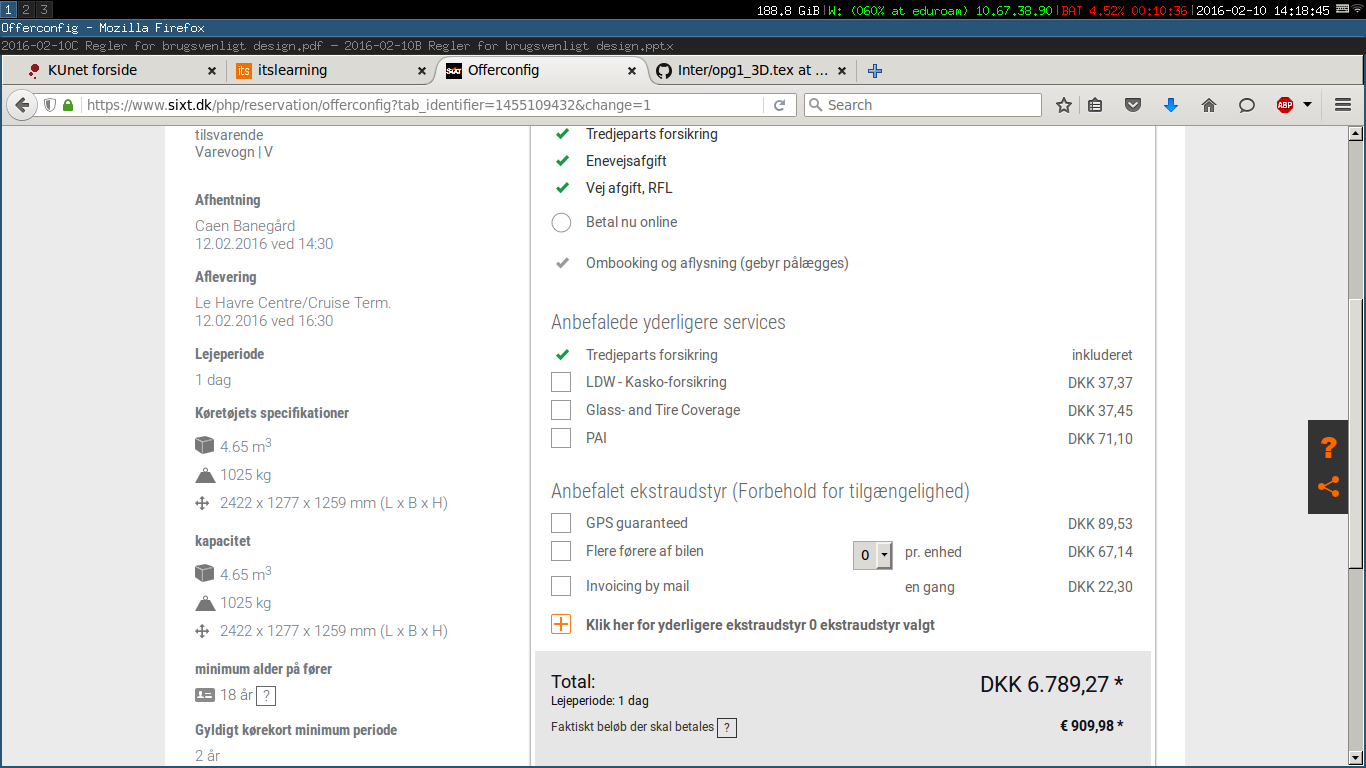 1 2 3
188.8 GiB|W: (060% at eduroam) 10.67.38.90|BAT 4.52% 00:10:36|2016-02-10 14:18:45
Offerconfig - Mozilla Firefox
2016-02-10C Regler for brugsvenligt design.pdf — 2016-02-10B Regler for brugsvenligt design.pptx
KUnet forside
its itslearning
SIXT Offerconfig
Inter/opg1_3D.tex at ...
https://www.sixt.dk/php/reservation/offerconfig?tab_identifier=1455109432&change=1
Search
ABP
tilsvarende
Varevogn | V
Afhentning
Caen Banegård
12.02.2016 ved 14:30
Aflevering
Le Havre Centre/Cruise Term.
12.02.2016 ved 16:30
Lejeperiode
1 dag
Køretøjets specifikationer
4.65 m³
1025 kg
2422 x 1277 x 1259 mm (L x B x H)
kapacitet
4.65 m³
1025 kg
2422 x 1277 x 1259 mm (L x B x H)
minimum alder på fører
18 år ?
Gyldigt kørekort minimum periode
2 år
Tredjeparts forsikring
Enevejsafgift
Vej afgift, RFL
Betal nu online
Ombooking og aflysning (gebyr pålægges)
Anbefalede yderligere services
Tredjeparts forsikring inkluderet
LDW - Kasko-forsikring DKK 37,37
Glass- and Tire Coverage DKK 37,45
PAI DKK 71,10
Anbefalet ekstraudstyr (Forbehold for tilgængelighed)
GPS guaranteed DKK 89,53
Flere førere af bilen 0 pr. enhed DKK 67,14
Invoicing by mail en gang DKK 22,30
Klik her for yderligere ekstraudstyr 0 ekstraudstyr valgt
Total: DKK 6.789,27 *
Lejeperiode: 1 dag
Faktiskt beløb der skal betales ? € 909,98 *
?